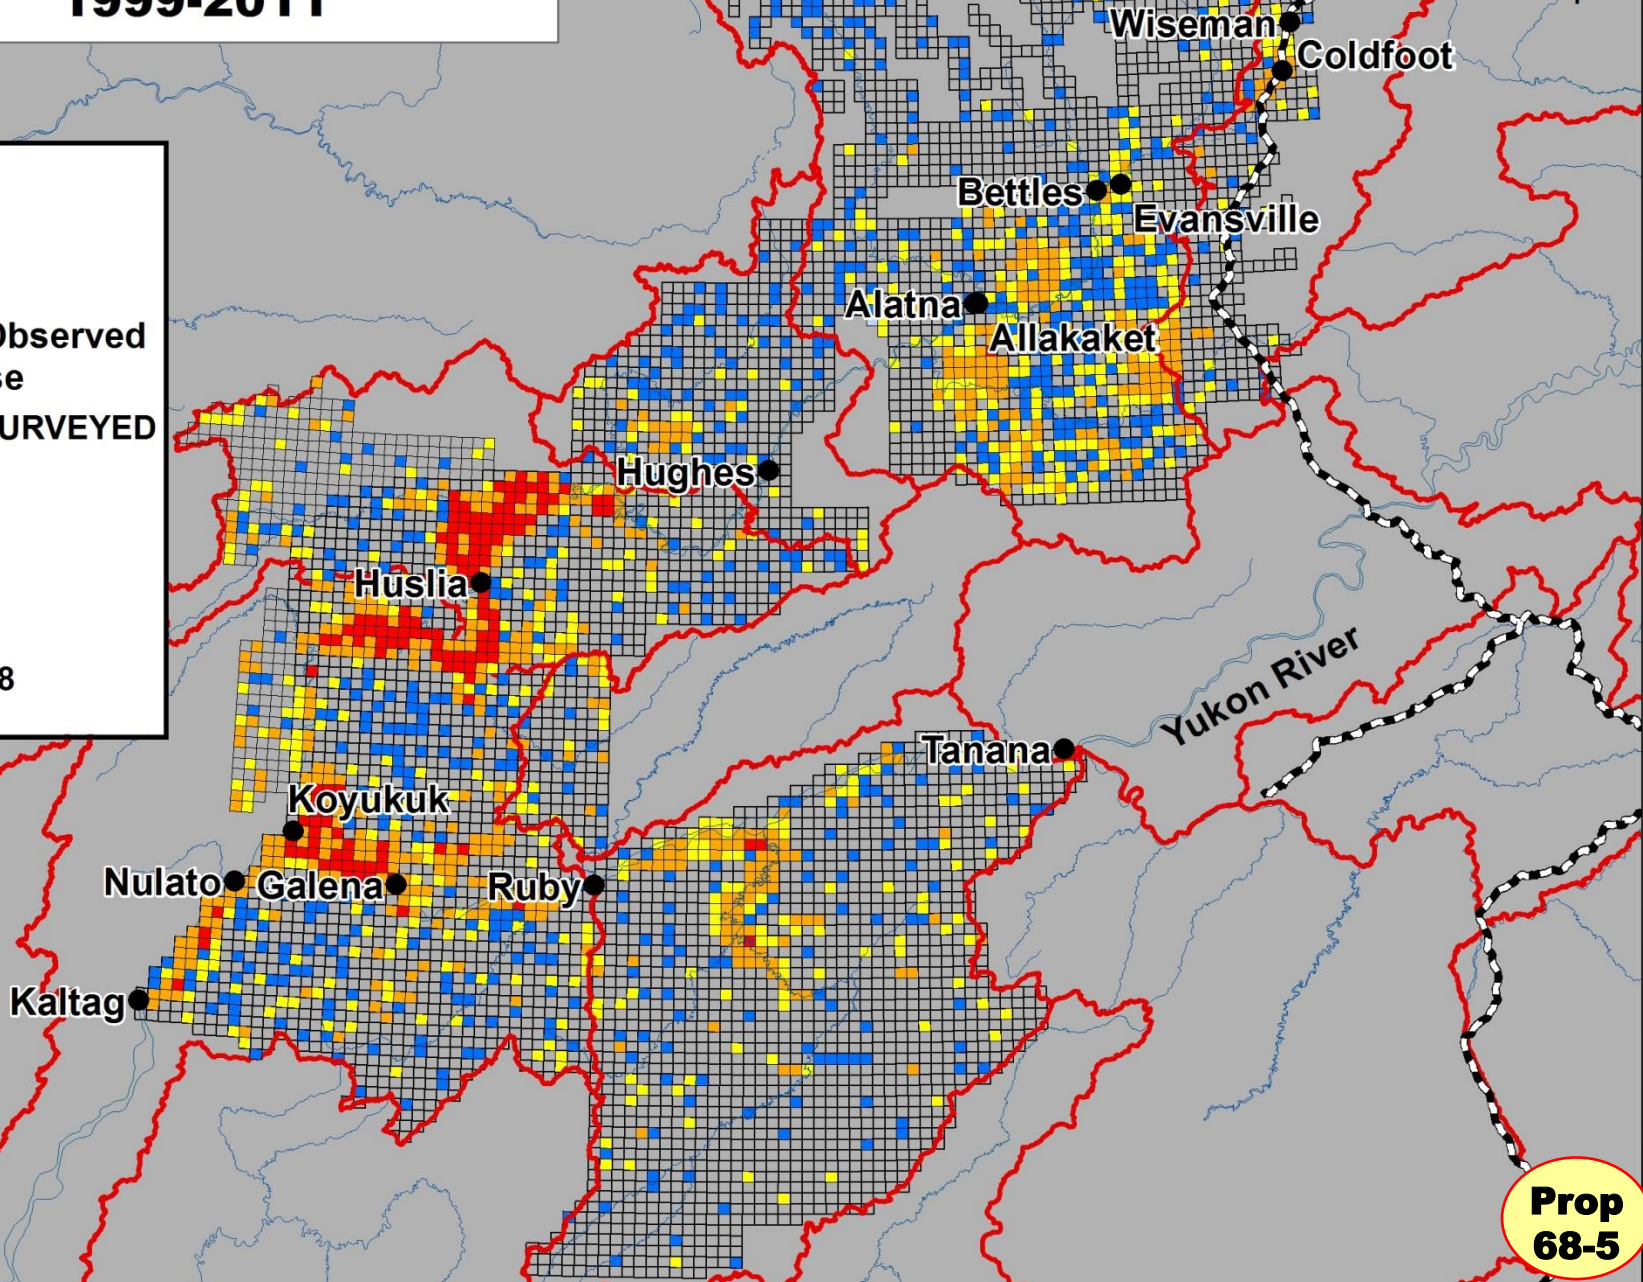 1999-2011
Wiseman
Coldfoot
Bettles
Evansville
Alatna
Allakaket
Observed
se
URVEYED
Hughes
Huslia
8
Yukon River
Tanana
Koyukuk
Nulato
Galena
Ruby
Kaltag
Prop
68-5